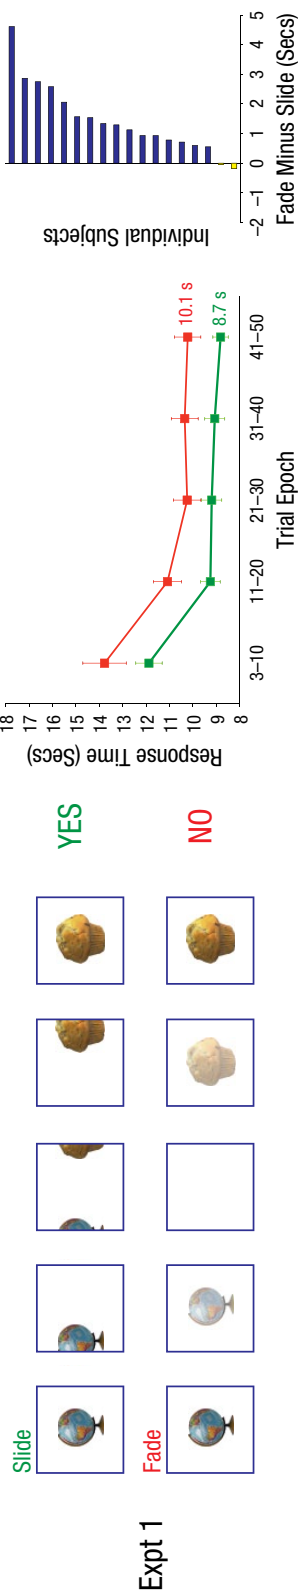 Expt 1
Slide
YES
Fade
NO
Response Time (Secs)
18
17
16
15
14
13
12
11
10
9
8
10.1 s
8.7 s
3–10
11–20
21–30
31–40
41–50
Trial Epoch
Individual Subjects
–2
–1
0
1
2
3
4
5
Fade Minus Slide (Secs)